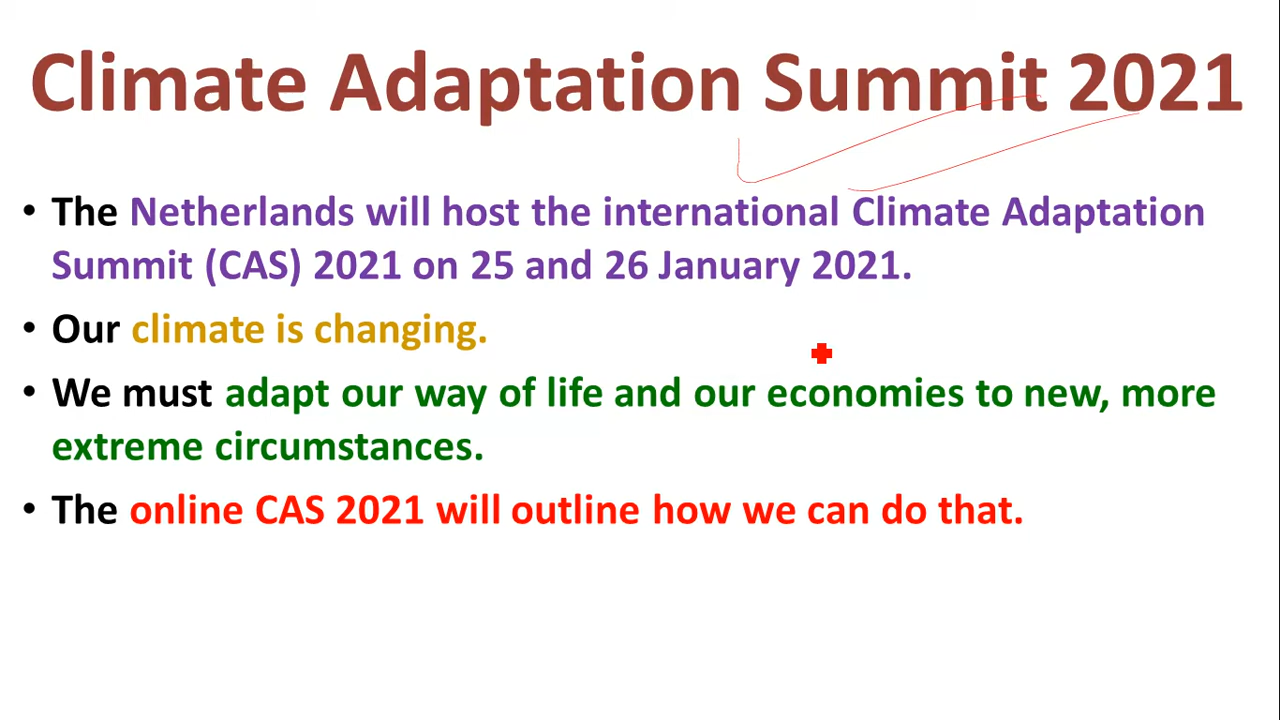 Climate Adaptation Summit 2021
• The Netherlands will host the international Climate Adaptation
Summit (CAS) 2021 on 25 and 26 January 2021.
• Our climate is changing.
• We must adapt our way of life and our economies to new, more
extreme circumstances.
• The online CAS 2021 will outline how we can do that.